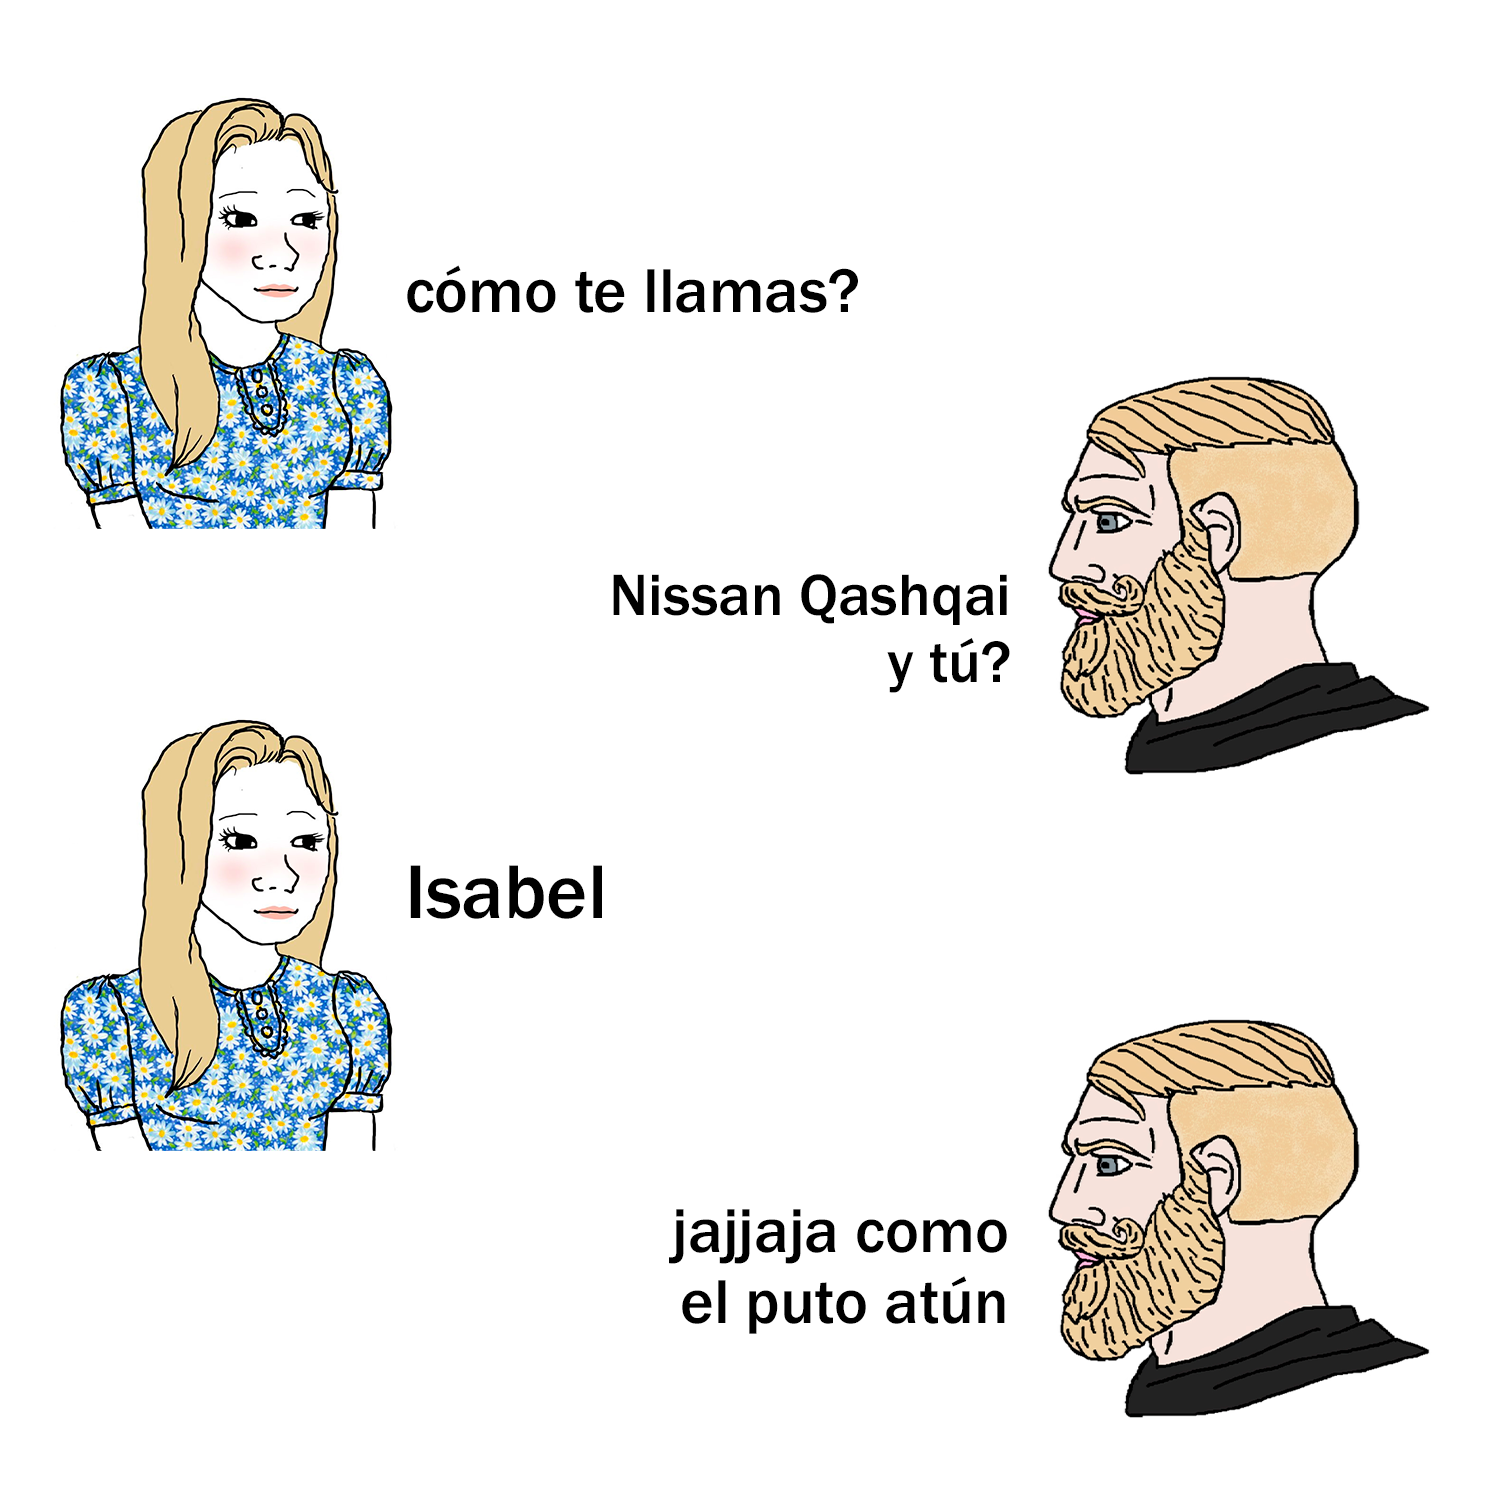 cómo te llamas?
Nissan Qashqai
y tú?
Isabel
jajjaja como
el puto atún